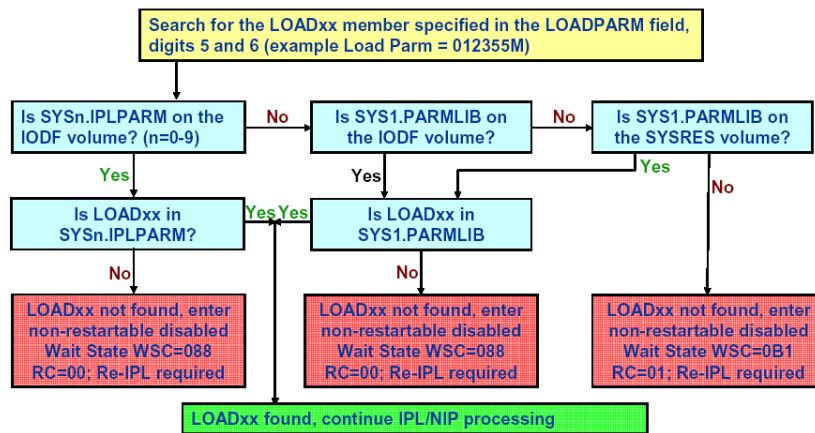 Search for the LOADxx member specified in the LOADPARM field,
digits 5 and 6 (example Load Parm = 012355M)
Is SYSn.IPLPARM on the
IODF volume? (n=0-9)
No
Is SYS1.PARMLIB on
the IODF volume?
No
Is SYS1.PARMLIB on
the SYSRES volume?
Yes
Yes
Yes
No
Is LOADxx in
SYSn.IPLPARM?
Yes
Yes
Is LOADxx in
SYS1.PARMLIB
No
No
LOADxx not found, enter
non-restartable disabled
Wait State WSC=088
RC=00; Re-IPL required
LOADxx not found, enter
non-restartable disabled
Wait State WSC=088
RC=00; Re-IPL required
LOADxx not found, enter
non-restartable disabled
Wait State WSC=0B1
RC=01; Re-IPL required
LOADxx found, continue IPL/NIP processing